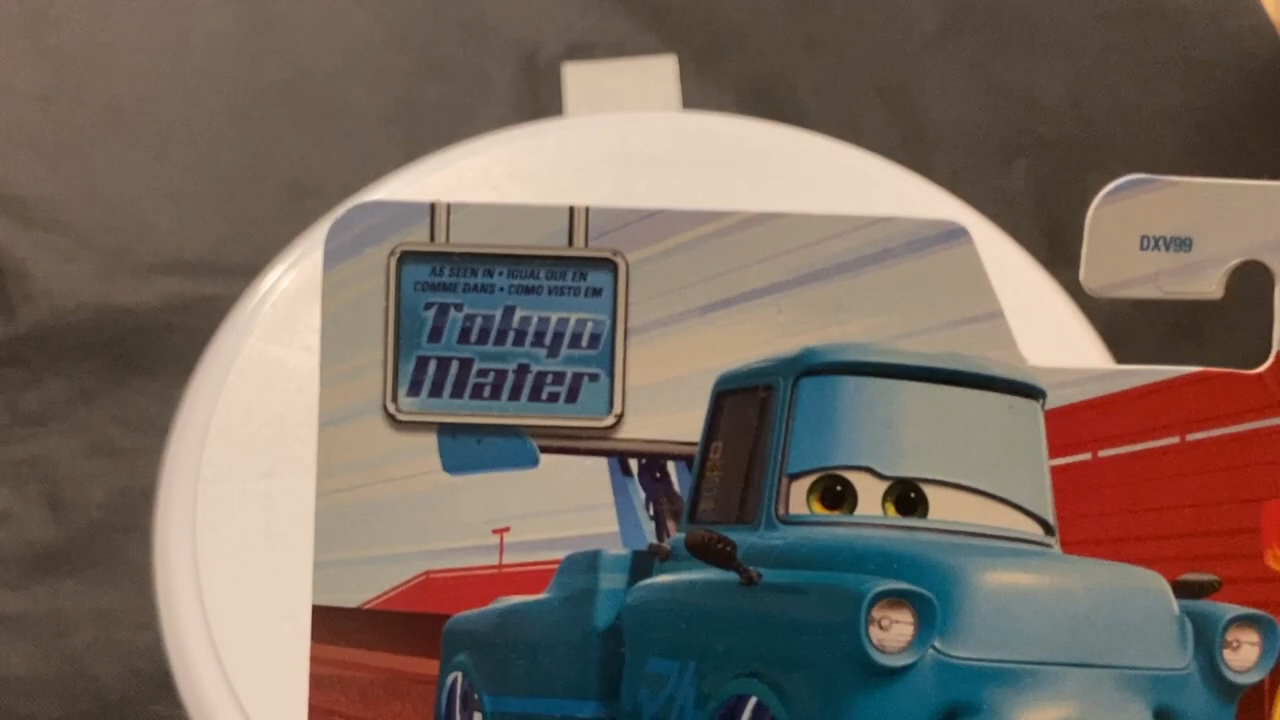 AS SEEN IN • IGUAL QUE EN
COMME DANS • COMO VISTO EM
Tokyo
Mater
DXV99